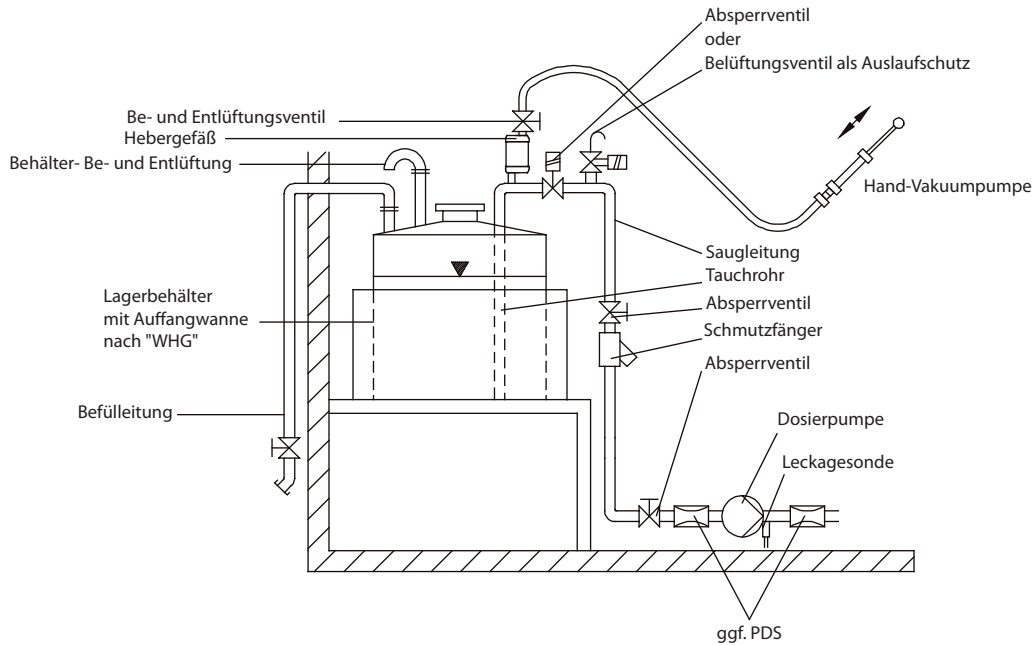 Absperrventil
oder
Belüftungsventil als Auslaufschutz
Be- und Entlüftungsventil
Hebergefäß
Behälter- Be- und Entlüftung
Hand-Vakuumpumpe
Saugleitung
Tauchrohr
Lagerbehälter
mit Auffangwanne
nach "WHG"
Absperrventil
Schmutzfänger
Absperrventil
Befülleitung
Dosierpumpe
Leckagesonde
ggf. PDS